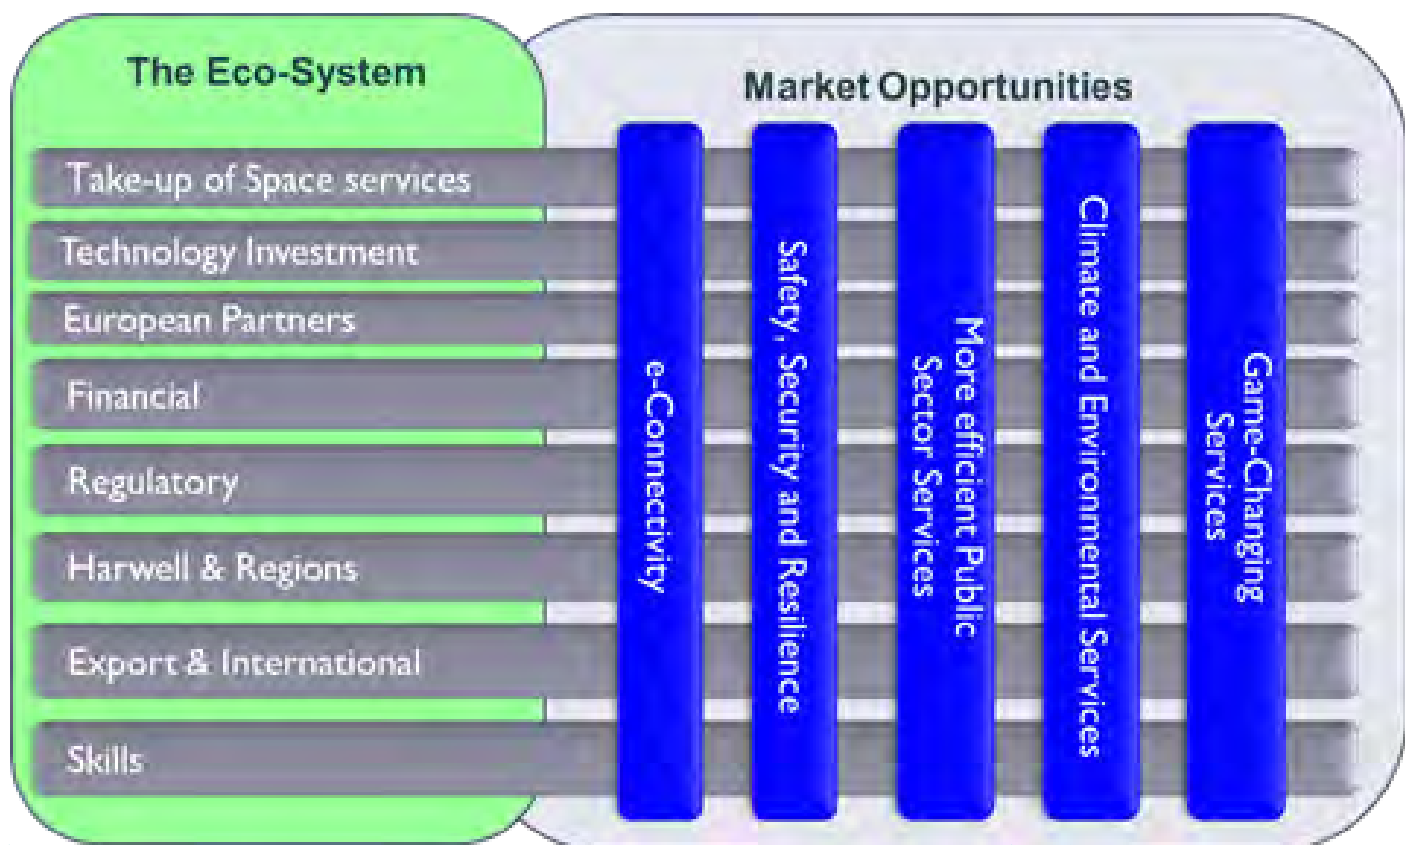 The Eco-System
Market Opportunities
Take-up of Space services
Technology Investment
European Partners
Financial
Regulatory
Harwell & Regions
Export & International
Skills
e-Connectivity
Safety, Security and Resilience
More efficient Public
Sector Services
Climate and Environmental Services
Game-Changing
Services